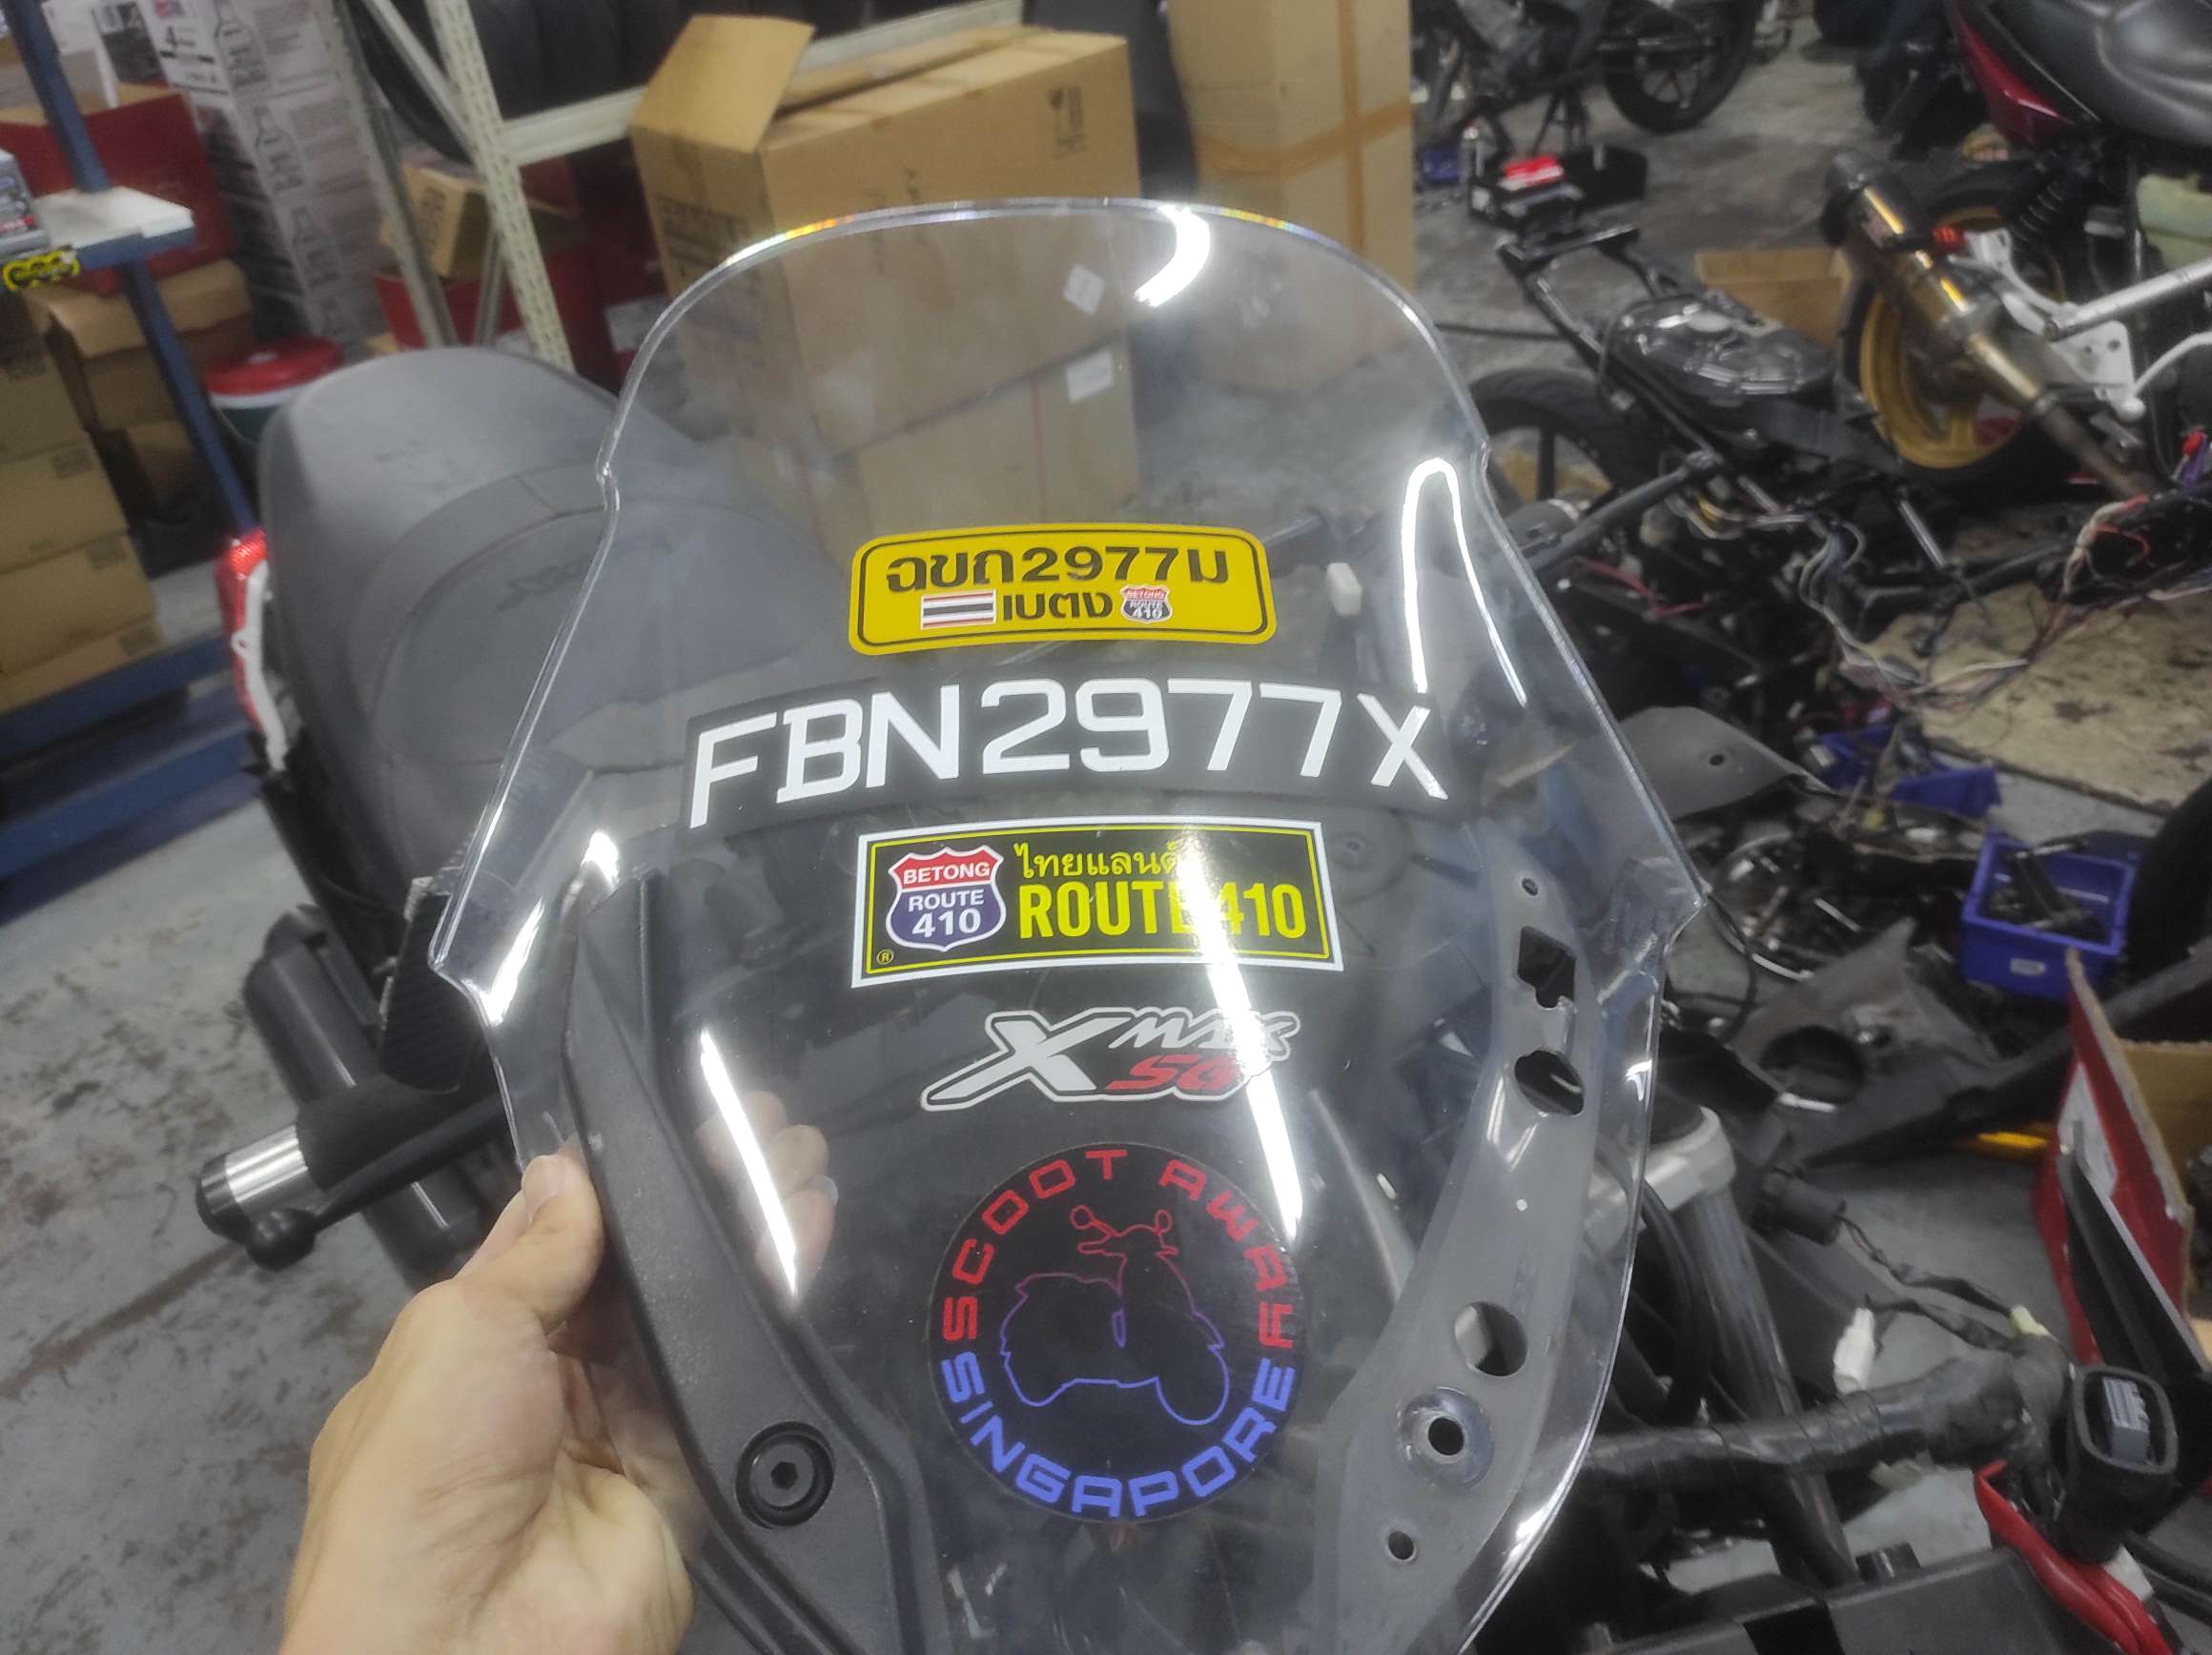 ฉขถ2977ม
เบตง
BETONG
ROUTE
410
FBN2977X
BETONG
ROUTE
410
ไทยแลนด์
ROUTE 410
®
XMAX
SG
SCOOT AWAY
SINGAPORE